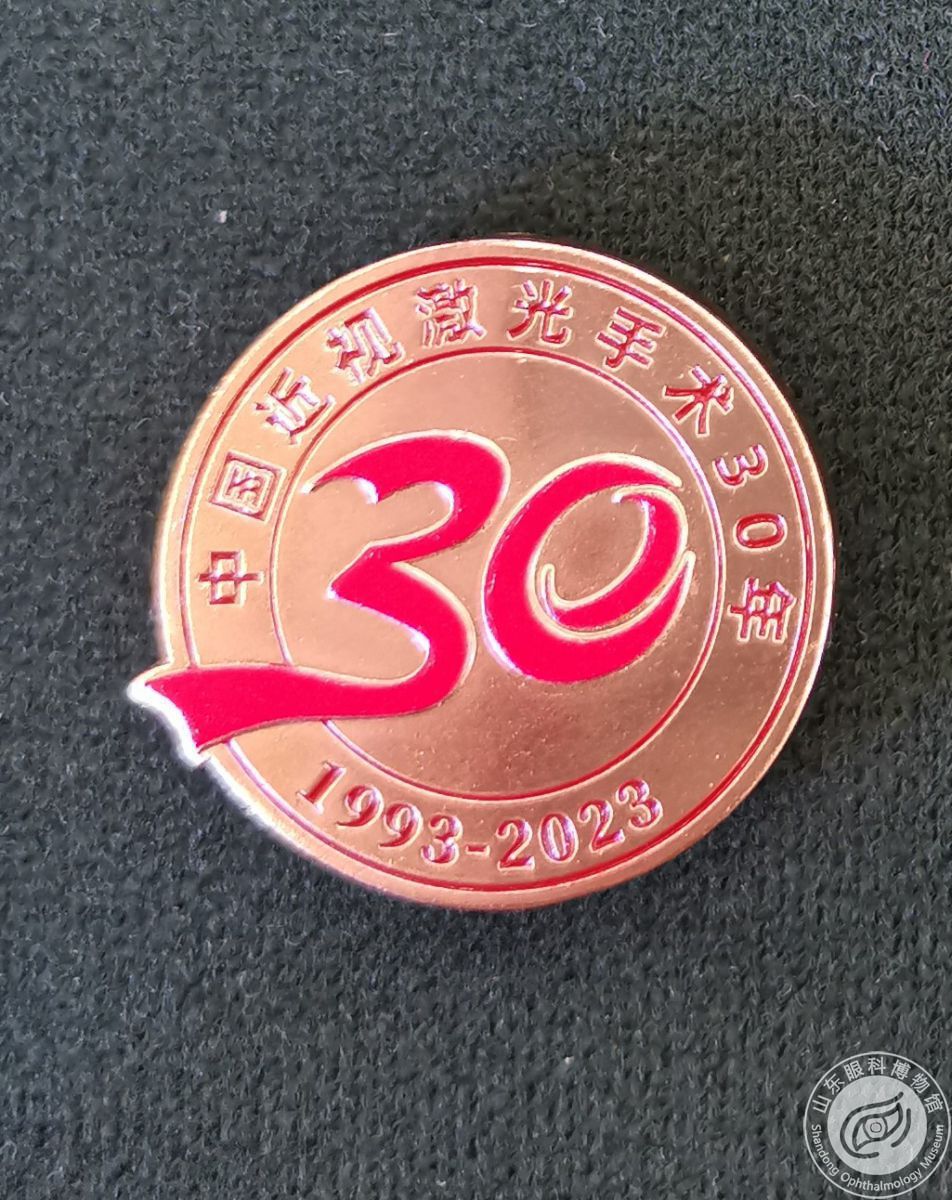 中国近视激光手术30年
30
1993-2023
山东眼科博物馆
Shandong Ophthalmology Museum